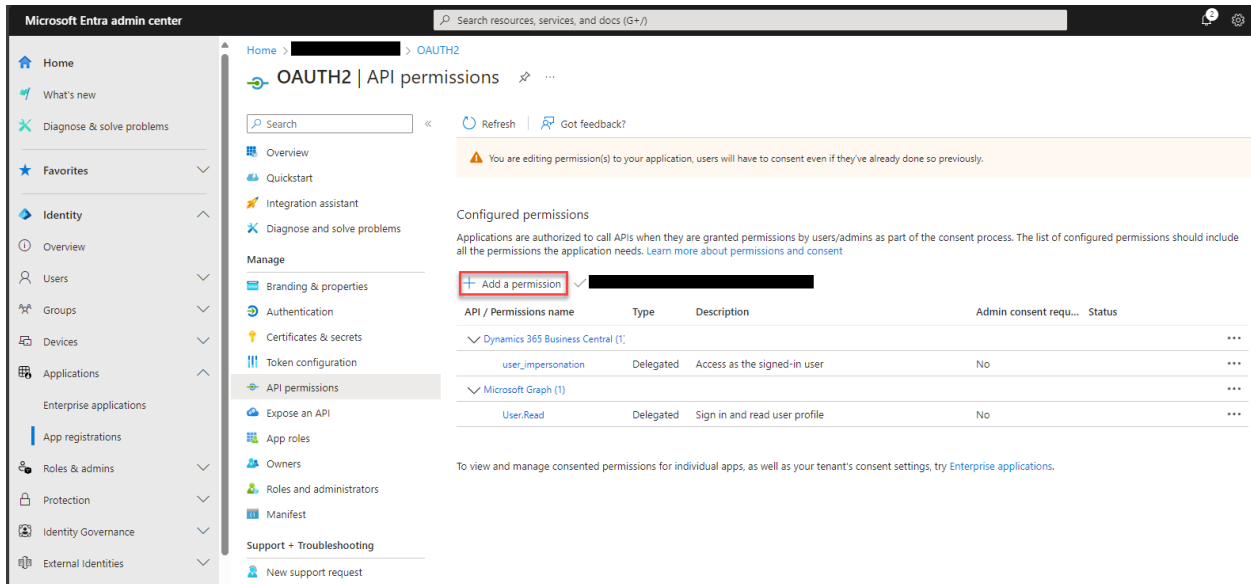 Microsoft Entra admin center
Search resources, services, and docs (G+/)
2
Home
What's new
Diagnose & solve problems
Favorites
Identity
Overview
Users
Groups
Devices
Applications
Enterprise applications
App registrations
Roles & admins
Protection
Identity Governance
External Identities
Home > > OAUTH2
OAUTH2 | API permissions ...
Search «
Overview
Quickstart
Integration assistant
Diagnose and solve problems
Manage
Branding & properties
Authentication
Certificates & secrets
Token configuration
API permissions
Expose an API
App roles
Owners
Roles and administrators
Manifest
Support + Troubleshooting
New support request
Refresh | Got feedback?
You are editing permission(s) to your application, users will have to consent even if they've already done so previously.
Configured permissions
Applications are authorized to call APIs when they are granted permissions by users/admins as part of the consent process. The list of configured permissions should include
all the permissions the application needs. Learn more about permissions and consent
+ Add a permission
API / Permissions name Type Description Admin consent requ... Status
Dynamics 365 Business Central (1) ...
user_impersonation Delegated Access as the signed-in user No ...
Microsoft Graph (1) ...
User.Read Delegated Sign in and read user profile No ...
To view and manage consented permissions for individual apps, as well as your tenant's consent settings, try Enterprise applications.